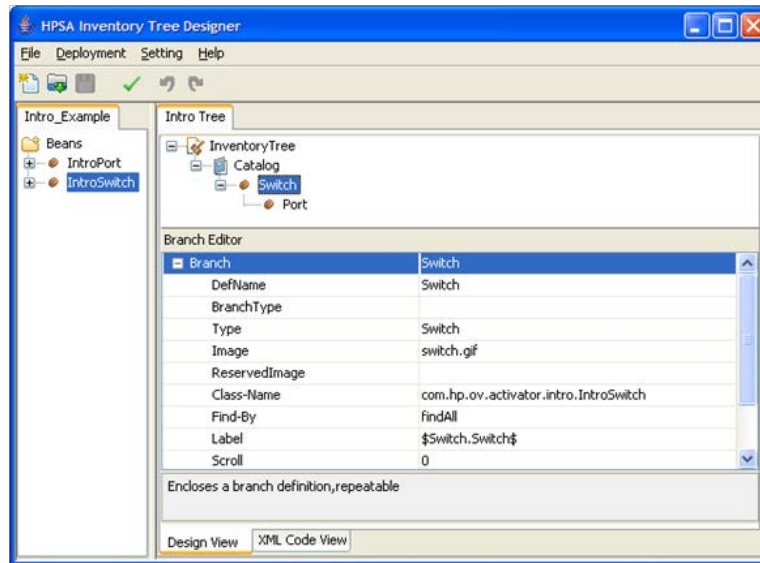 HPSA Inventory Tree Designer
File Deployment Setting Help
Intro_Example
Intro Tree
Beans
IntroPort
IntroSwitch
InventoryTree
Catalog
Switch
Port
Branch Editor
Branch Switch
DefName Switch
BranchType
Type Switch
Image switch.gif
ReservedImage
Class-Name com.hp.ov.activator.intro.IntroSwitch
Find-By findAll
Label $Switch.Switch$
Scroll 0
Encloses a branch definition,repeatable
Design View XML Code View